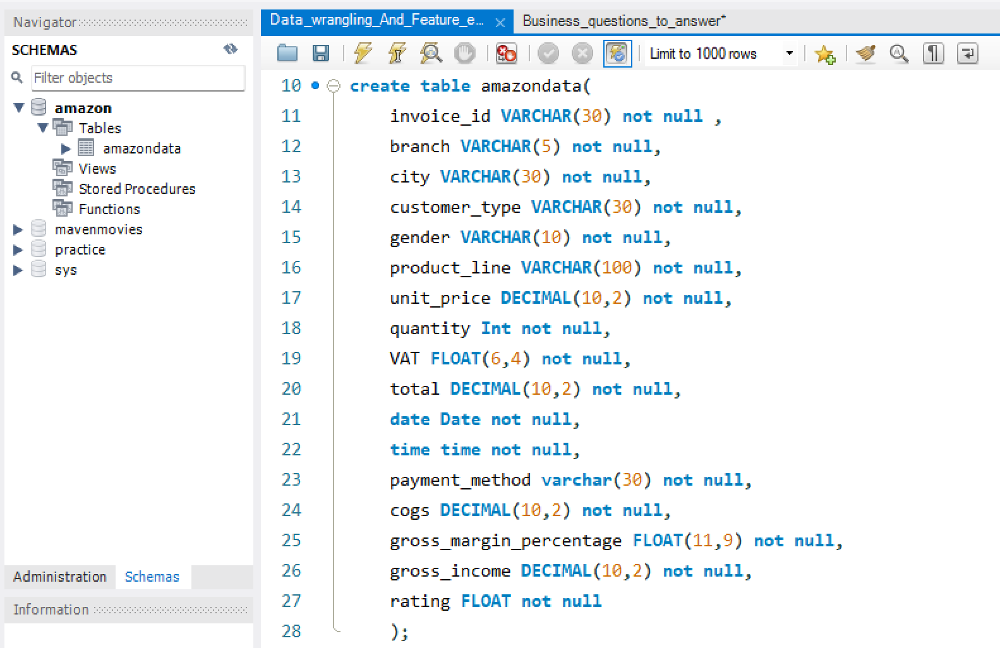 Navigator
SCHEMAS
Filter objects
amazon
Tables
amazondata
Views
Stored Procedures
Functions
mavenmovies
practice
sys
Administration Schemas
Information
Data_wrangling_And_Feature_e... Business_questions_to_answer*
Limit to 1000 rows
10 create table amazondata(
11 invoice_id VARCHAR(30) not null ,
12 branch VARCHAR(5) not null,
13 city VARCHAR(30) not null,
14 customer_type VARCHAR(30) not null,
15 gender VARCHAR(10) not null,
16 product_line VARCHAR(100) not null,
17 unit_price DECIMAL(10,2) not null,
18 quantity Int not null,
19 VAT FLOAT(6,4) not null,
20 total DECIMAL(10,2) not null,
21 date Date not null,
22 time time not null,
23 payment_method varchar(30) not null,
24 cogs DECIMAL(10,2) not null,
25 gross_margin_percentage FLOAT(11,9) not null,
26 gross_income DECIMAL(10,2) not null,
27 rating FLOAT not null
28 );